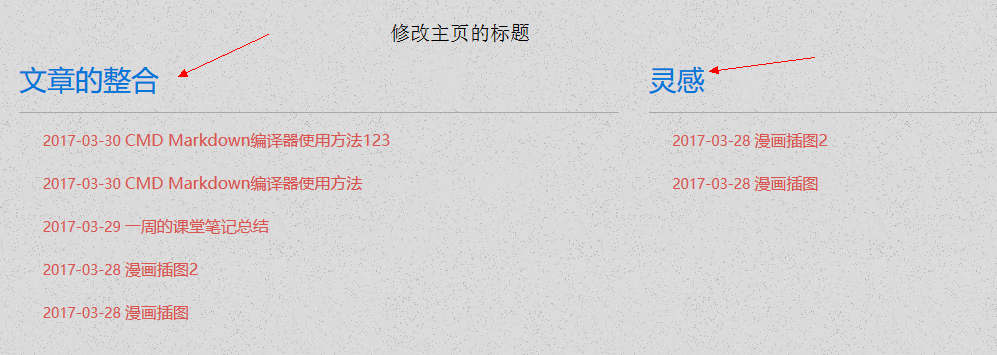 修改主页的标题
文章的整合
2017-03-30 CMD Markdown编译器使用方法123
2017-03-30 CMD Markdown编译器使用方法
2017-03-29 一周的课堂笔记总结
2017-03-28 漫画插图2
2017-03-28 漫画插图
灵感
2017-03-28 漫画插图2
2017-03-28 漫画插图